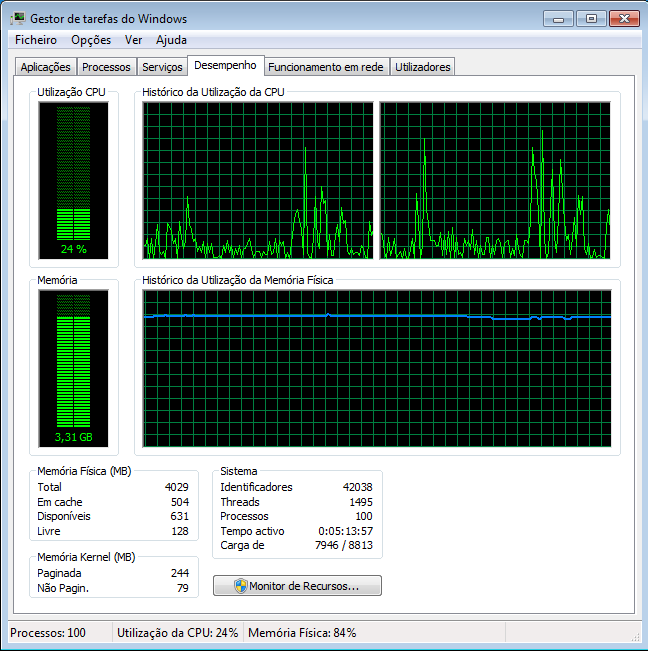 Gestor de tarefas do Windows
Ficheiro Opções Ver Ajuda
Aplicações Processos Serviços Desempenho Funcionamento em rede Utilizadores
Utilização CPU
Histórico da Utilização da CPU
24 %
Memória
Histórico da Utilização da Memória Física
3,31 GB
Memória Física (MB)
Total 4029
Em cache 504
Disponíveis 631
Livre 128
Sistema
Identificadores 42038
Threads 1495
Processos 100
Tempo activo 0:05:13:57
Carga de 7946 / 8813
Memória Kernel (MB)
Paginada 244
Não Pagin. 79
Monitor de Recursos...
Processos: 100 Utilização da CPU: 24% Memória Física: 84%